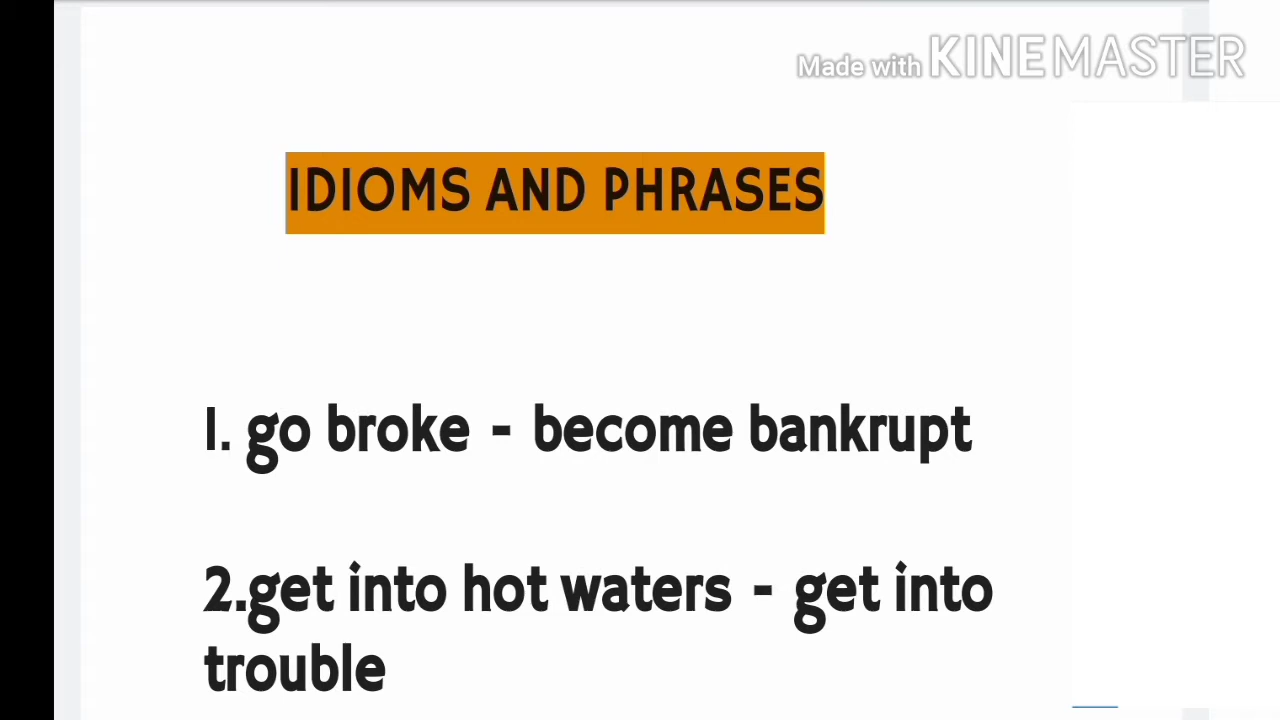 Made with KINEMASTER
IDIOMS AND PHRASES
1. go broke - become bankrupt
2.get into hot waters - get into
trouble